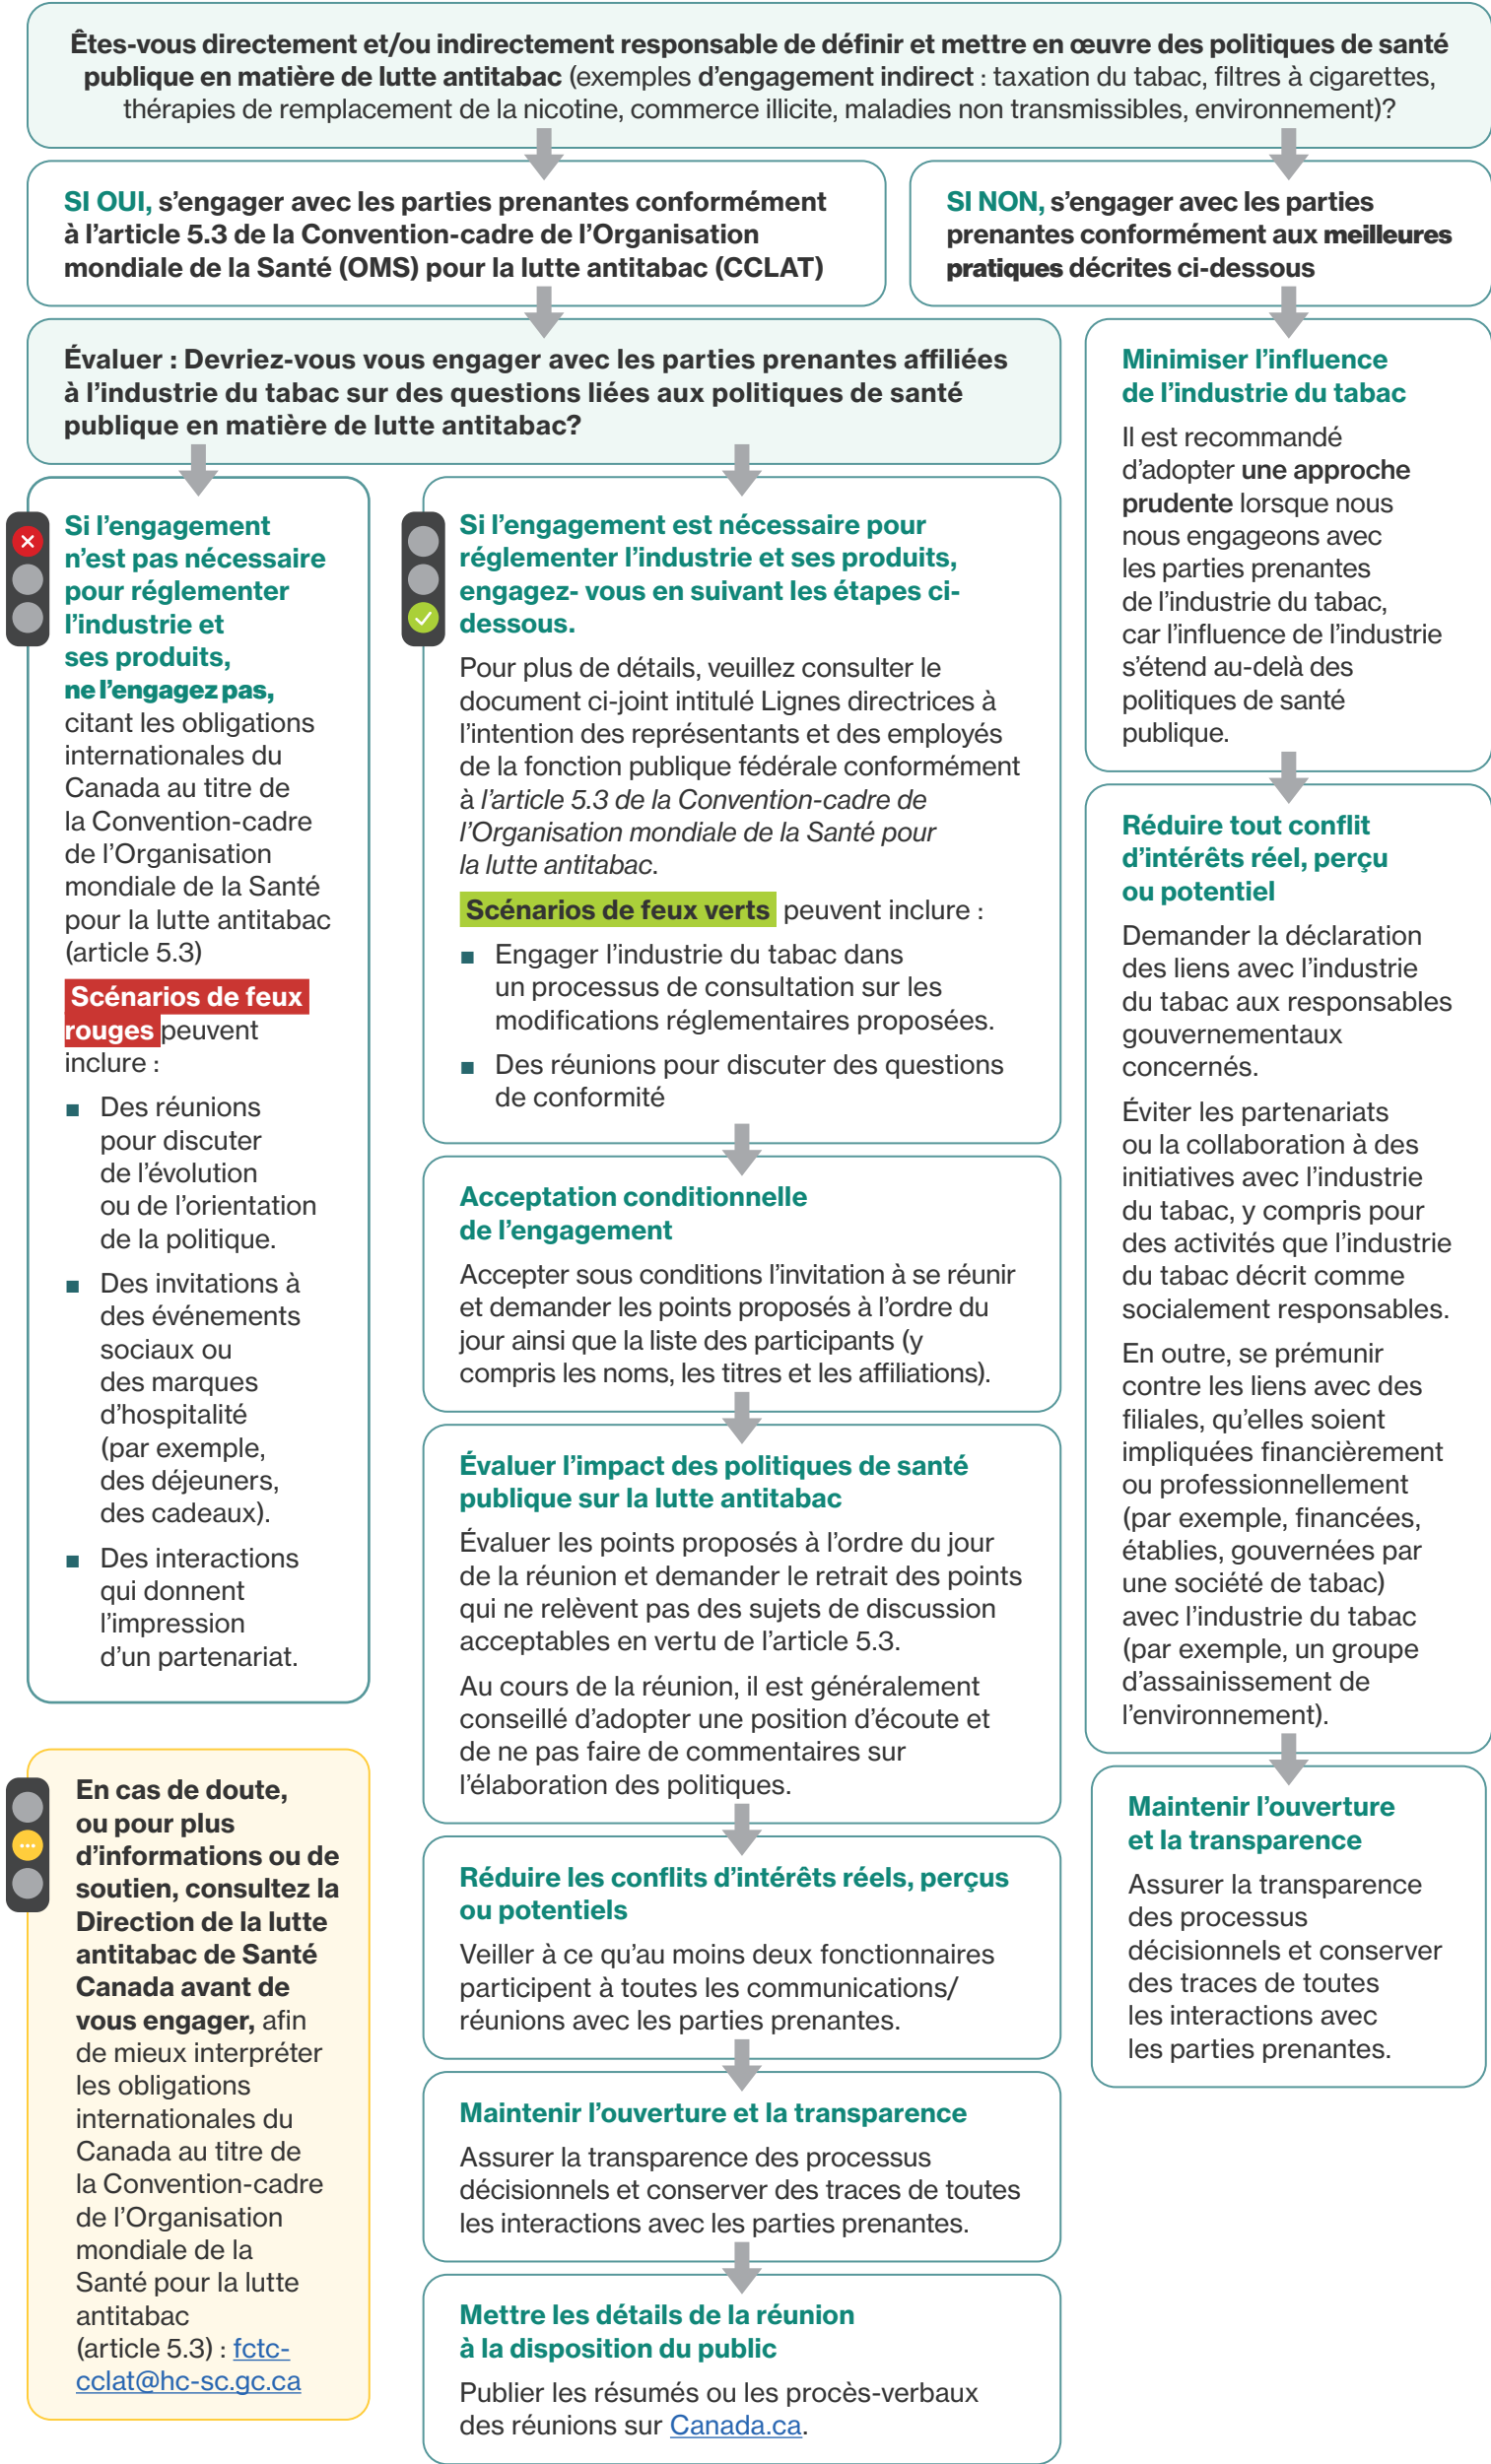 Êtes-vous directement et/ou indirectement responsable de définir et mettre en œuvre des politiques de santé
publique en matière de lutte antitabac (exemples d'engagement indirect : taxation du tabac, filtres à cigarettes,
thérapies de remplacement de la nicotine, commerce illicite, maladies non transmissibles, environnement)?
SI OUI, s'engager avec les parties prenantes conformément
à l'article 5.3 de la Convention-cadre de l'Organisation
mondiale de la Santé (OMS) pour la lutte antitabac (CCLAT)
SI NON, s'engager avec les parties
prenantes conformément aux meilleures
pratiques décrites ci-dessous
Évaluer : Devriez-vous vous engager avec les parties prenantes affiliées
à l'industrie du tabac sur des questions liées aux politiques de santé
publique en matière de lutte antitabac?
Si l'engagement
n'est pas nécessaire
pour réglementer
l'industrie et
ses produits,
ne l'engagez pas,
citant les obligations
internationales du
Canada au titre de
la Convention-cadre
de l'Organisation
mondiale de la Santé
pour la lutte antitabac
(article 5.3)
Scénarios de feux
rouges peuvent
inclure :
■ Des réunions
pour discuter
de l'évolution
ou de l'orientation
de la politique.
■ Des invitations à
des événements
sociaux ou
des marques
d'hospitalité
(par exemple,
des déjeuners,
des cadeaux).
■ Des interactions
qui donnent
l'impression
d'un partenariat.
En cas de doute,
ou pour plus
d'informations ou de
soutien, consultez la
Direction de la lutte
antitabac de Santé
Canada avant de
vous engager, afin
de mieux interpréter
les obligations
internationales du
Canada au titre de
la Convention-cadre
de l'Organisation
mondiale de la
Santé pour la lutte
antitabac
(article 5.3) : fctc-
cclat@hc-sc.gc.ca
Si l'engagement est nécessaire pour
réglementer l'industrie et ses produits,
engagez- vous en suivant les étapes ci-
dessous.
Pour plus de détails, veuillez consulter le
document ci-joint intitulé Lignes directrices à
l'intention des représentants et des employés
de la fonction publique fédérale conformément
à l'article 5.3 de la Convention-cadre de
l'Organisation mondiale de la Santé pour
la lutte antitabac.
Scénarios de feux verts peuvent inclure :
■ Engager l'industrie du tabac dans
un processus de consultation sur les
modifications réglementaires proposées.
■ Des réunions pour discuter des questions
de conformité
Acceptation conditionnelle
de l'engagement
Accepter sous conditions l'invitation à se réunir
et demander les points proposés à l'ordre du
jour ainsi que la liste des participants (y
compris les noms, les titres et les affiliations).
Évaluer l'impact des politiques de santé
publique sur la lutte antitabac
Évaluer les points proposés à l'ordre du jour
de la réunion et demander le retrait des points
qui ne relèvent pas des sujets de discussion
acceptables en vertu de l'article 5.3.
Au cours de la réunion, il est généralement
conseillé d'adopter une position d'écoute et
de ne pas faire de commentaires sur
l'élaboration des politiques.
Réduire les conflits d'intérêts réels, perçus
ou potentiels
Veiller à ce qu'au moins deux fonctionnaires
participent à toutes les communications/
réunions avec les parties prenantes.
Maintenir l'ouverture et la transparence
Assurer la transparence des processus
décisionnels et conserver des traces de toutes
les interactions avec les parties prenantes.
Mettre les détails de la réunion
à la disposition du public
Publier les résumés ou les procès-verbaux
des réunions sur Canada.ca.
Minimiser l'influence
de l'industrie du tabac
Il est recommandé
d'adopter une approche
prudente lorsque nous
nous engageons avec
les parties prenantes
de l'industrie du tabac,
car l'influence de l'industrie
s'étend au-delà des
politiques de santé
publique.
Réduire tout conflit
d'intérêts réel, perçu
ou potentiel
Demander la déclaration
des liens avec l'industrie
du tabac aux responsables
gouvernementaux
concernés.
Éviter les partenariats
ou la collaboration à des
initiatives avec l'industrie
du tabac, y compris pour
des activités que l'industrie
du tabac décrit comme
socialement responsables.
En outre, se prémunir
contre les liens avec des
filiales, qu'elles soient
impliquées financièrement
ou professionnellement
(par exemple, financées,
établies, gouvernées par
une société de tabac)
avec l'industrie du tabac
(par exemple, un groupe
d'assainissement de
l'environnement).
Maintenir l'ouverture
et la transparence
Assurer la transparence
des processus
décisionnels et conserver
des traces de toutes
les interactions avec
les parties prenantes.